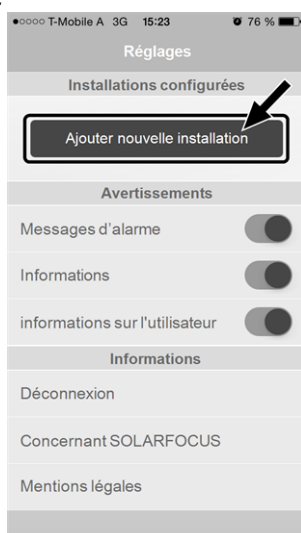 ●○○○○ T-Mobile A 3G 15:23 76 %
Réglages
Installations configurées
Ajouter nouvelle installation
Avertissements
Messages d'alarme
Informations
informations sur l'utilisateur
Informations
Déconnexion
Concernant SOLARFOCUS
Mentions légales